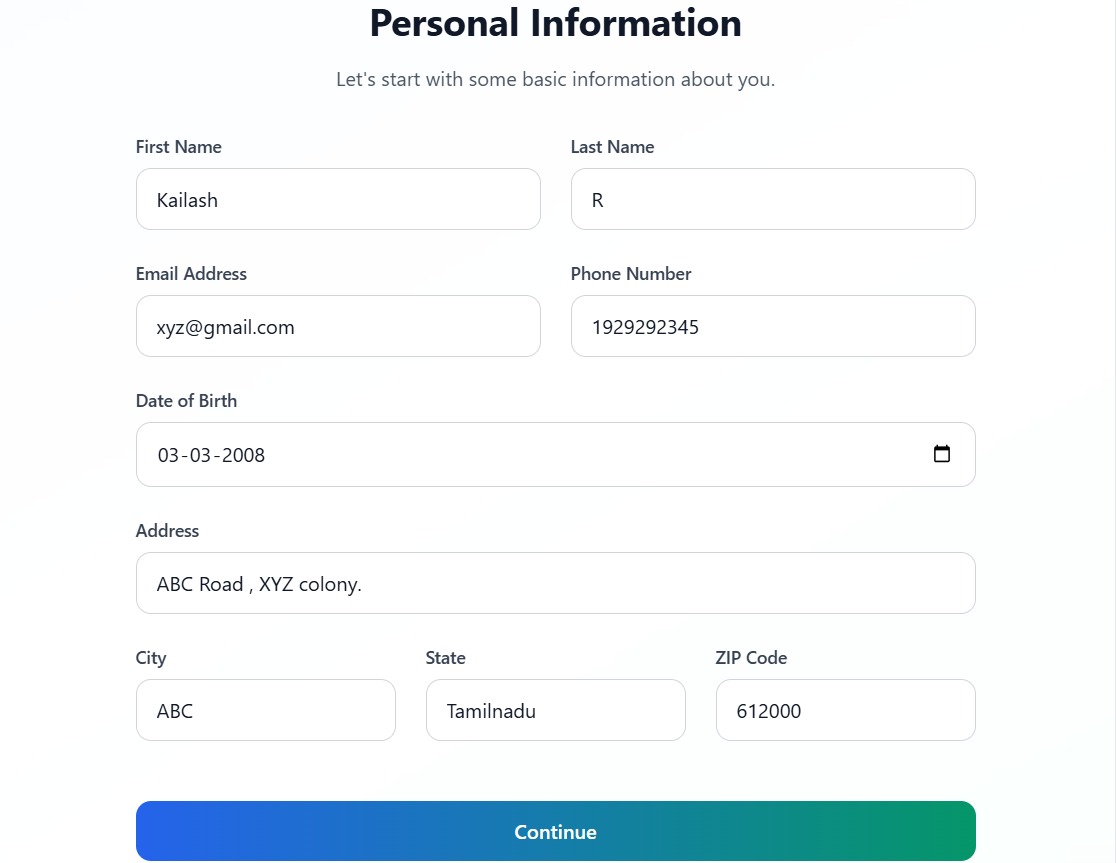 Personal Information
Let's start with some basic information about you.
First Name
Last Name
Kailash
R
Email Address
Phone Number
xyz@gmail.com
1929292345
Date of Birth
03-03-2008
Address
ABC Road , XYZ colony.
City
State
ZIP Code
ABC
Tamilnadu
612000
Continue